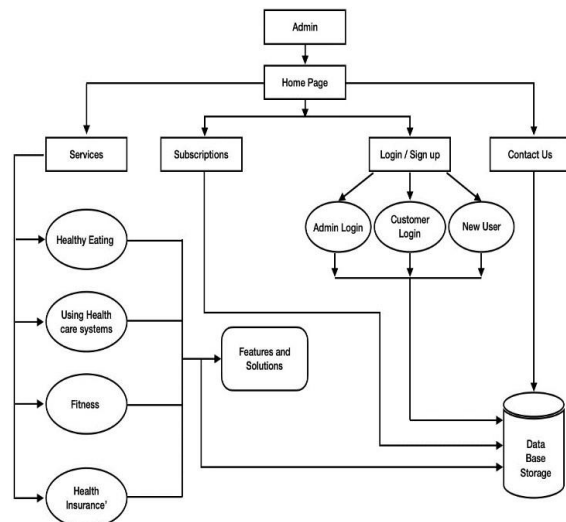 Admin
Home Page
Services
Subscriptions
Login / Sign up
Contact Us
Admin Login
Customer
Login
New User
Healthy Eating
Using Health
care systems
Features and
Solutions
Fitness
Data
Base
Storage
Health
Insurance'